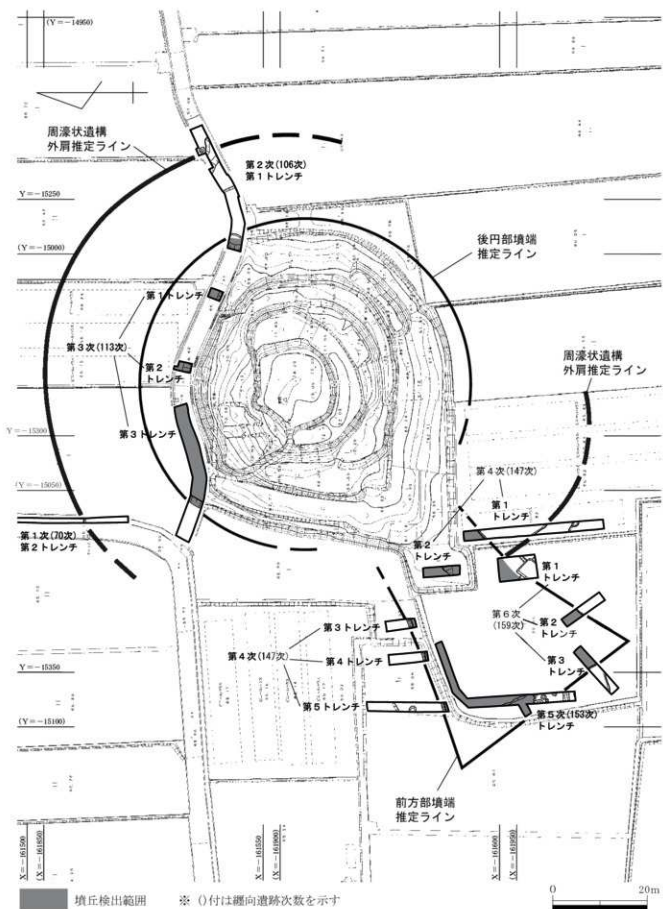 (Y=-14950)
周濠状遺構
外肩推定ライン
第２次(106次)
第１トレンチ
Y=-15250
(Y=-15000)
後円部墳端
推定ライン
第１トレンチ
第３次(113次)
第２
トレンチ
周濠状遺構
外肩推定ライン
第３トレンチ
Y=-15300
第４次(147次)
第１
トレンチ
(Y=-15050)
第１次(70次)
第２トレンチ
第２
トレンチ
第１
トレンチ
第６次
(159次)
第２
トレンチ
第３トレンチ
第３
トレンチ
第４次(147次)
第４トレンチ
Y=-15350
第５トレンチ
第５次(153次)
トレンチ
(Y=-15100)
前方部墳端
推定ライン
X=-161500
(X=-161850)
X=-161550
(X=-161900)
X=-161600
(X=-161950)
墳丘検出範囲
※ ()付は纒向遺跡次数を示す
0
20m